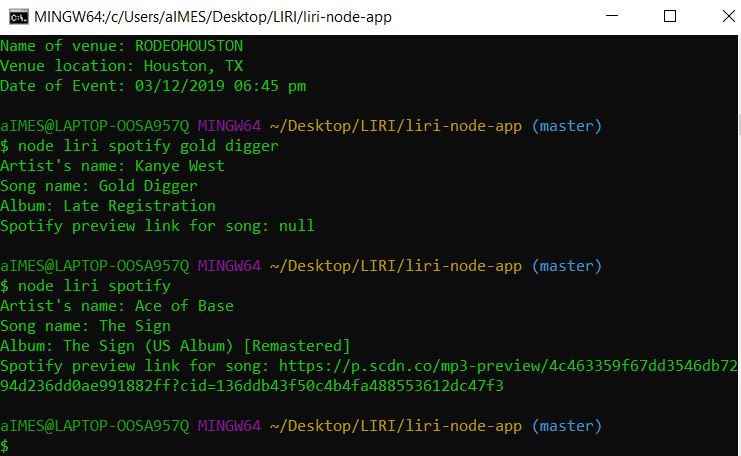 MINGW64:/c/Users/aIMES/Desktop/LIRI/liri-node-app
Name of venue: RODEOHOUSTON
Venue location: Houston, TX
Date of Event: 03/12/2019 06:45 pm
aIMES@LAPTOP-OOSA957Q MINGW64 ~/Desktop/LIRI/liri-node-app (master)
$ node liri spotify gold digger
Artist's name: Kanye West
Song name: Gold Digger
Album: Late Registration
Spotify preview link for song: null
aIMES@LAPTOP-OOSA957Q MINGW64 ~/Desktop/LIRI/liri-node-app (master)
$ node liri spotify
Artist's name: Ace of Base
Song name: The Sign
Album: The Sign (US Album) [Remastered]
Spotify preview link for song: https://p.scdn.co/mp3-preview/4c463359f67dd3546db72
94d236dd0ae991882ff?cid=136ddb43f50c4b4fa488553612dc47f3
aIMES@LAPTOP-OOSA957Q MINGW64 ~/Desktop/LIRI/liri-node-app (master)
$